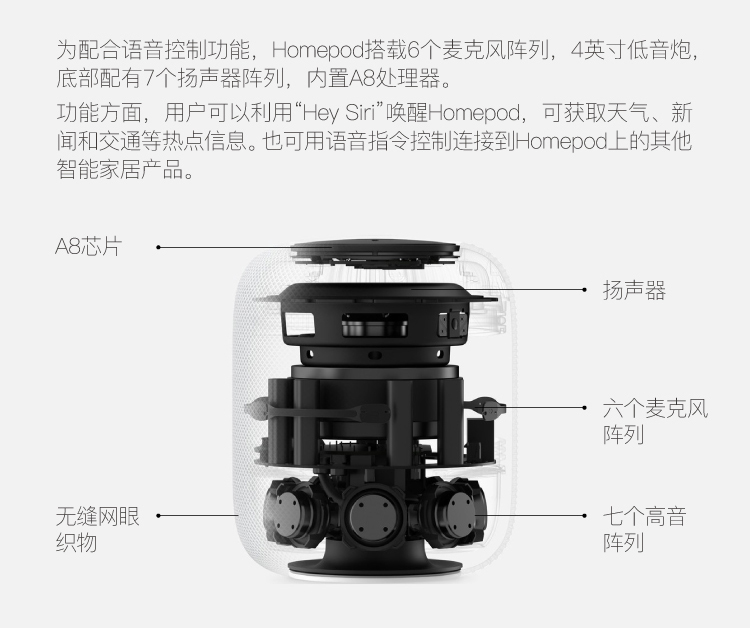 为配合语音控制功能，Homepod搭载6个麦克风阵列，4英寸低音炮,
底部配有7个扬声器阵列，内置A8处理器。
功能方面，用户可以利用“Hey Siri”唤醒Homepod，可获取天气、新
闻和交通等热点信息。也可用语音指令控制连接到Homepod上的其他
智能家居产品。
A8芯片
扬声器
六个麦克风
阵列
无缝网眼
织物
七个高音
阵列